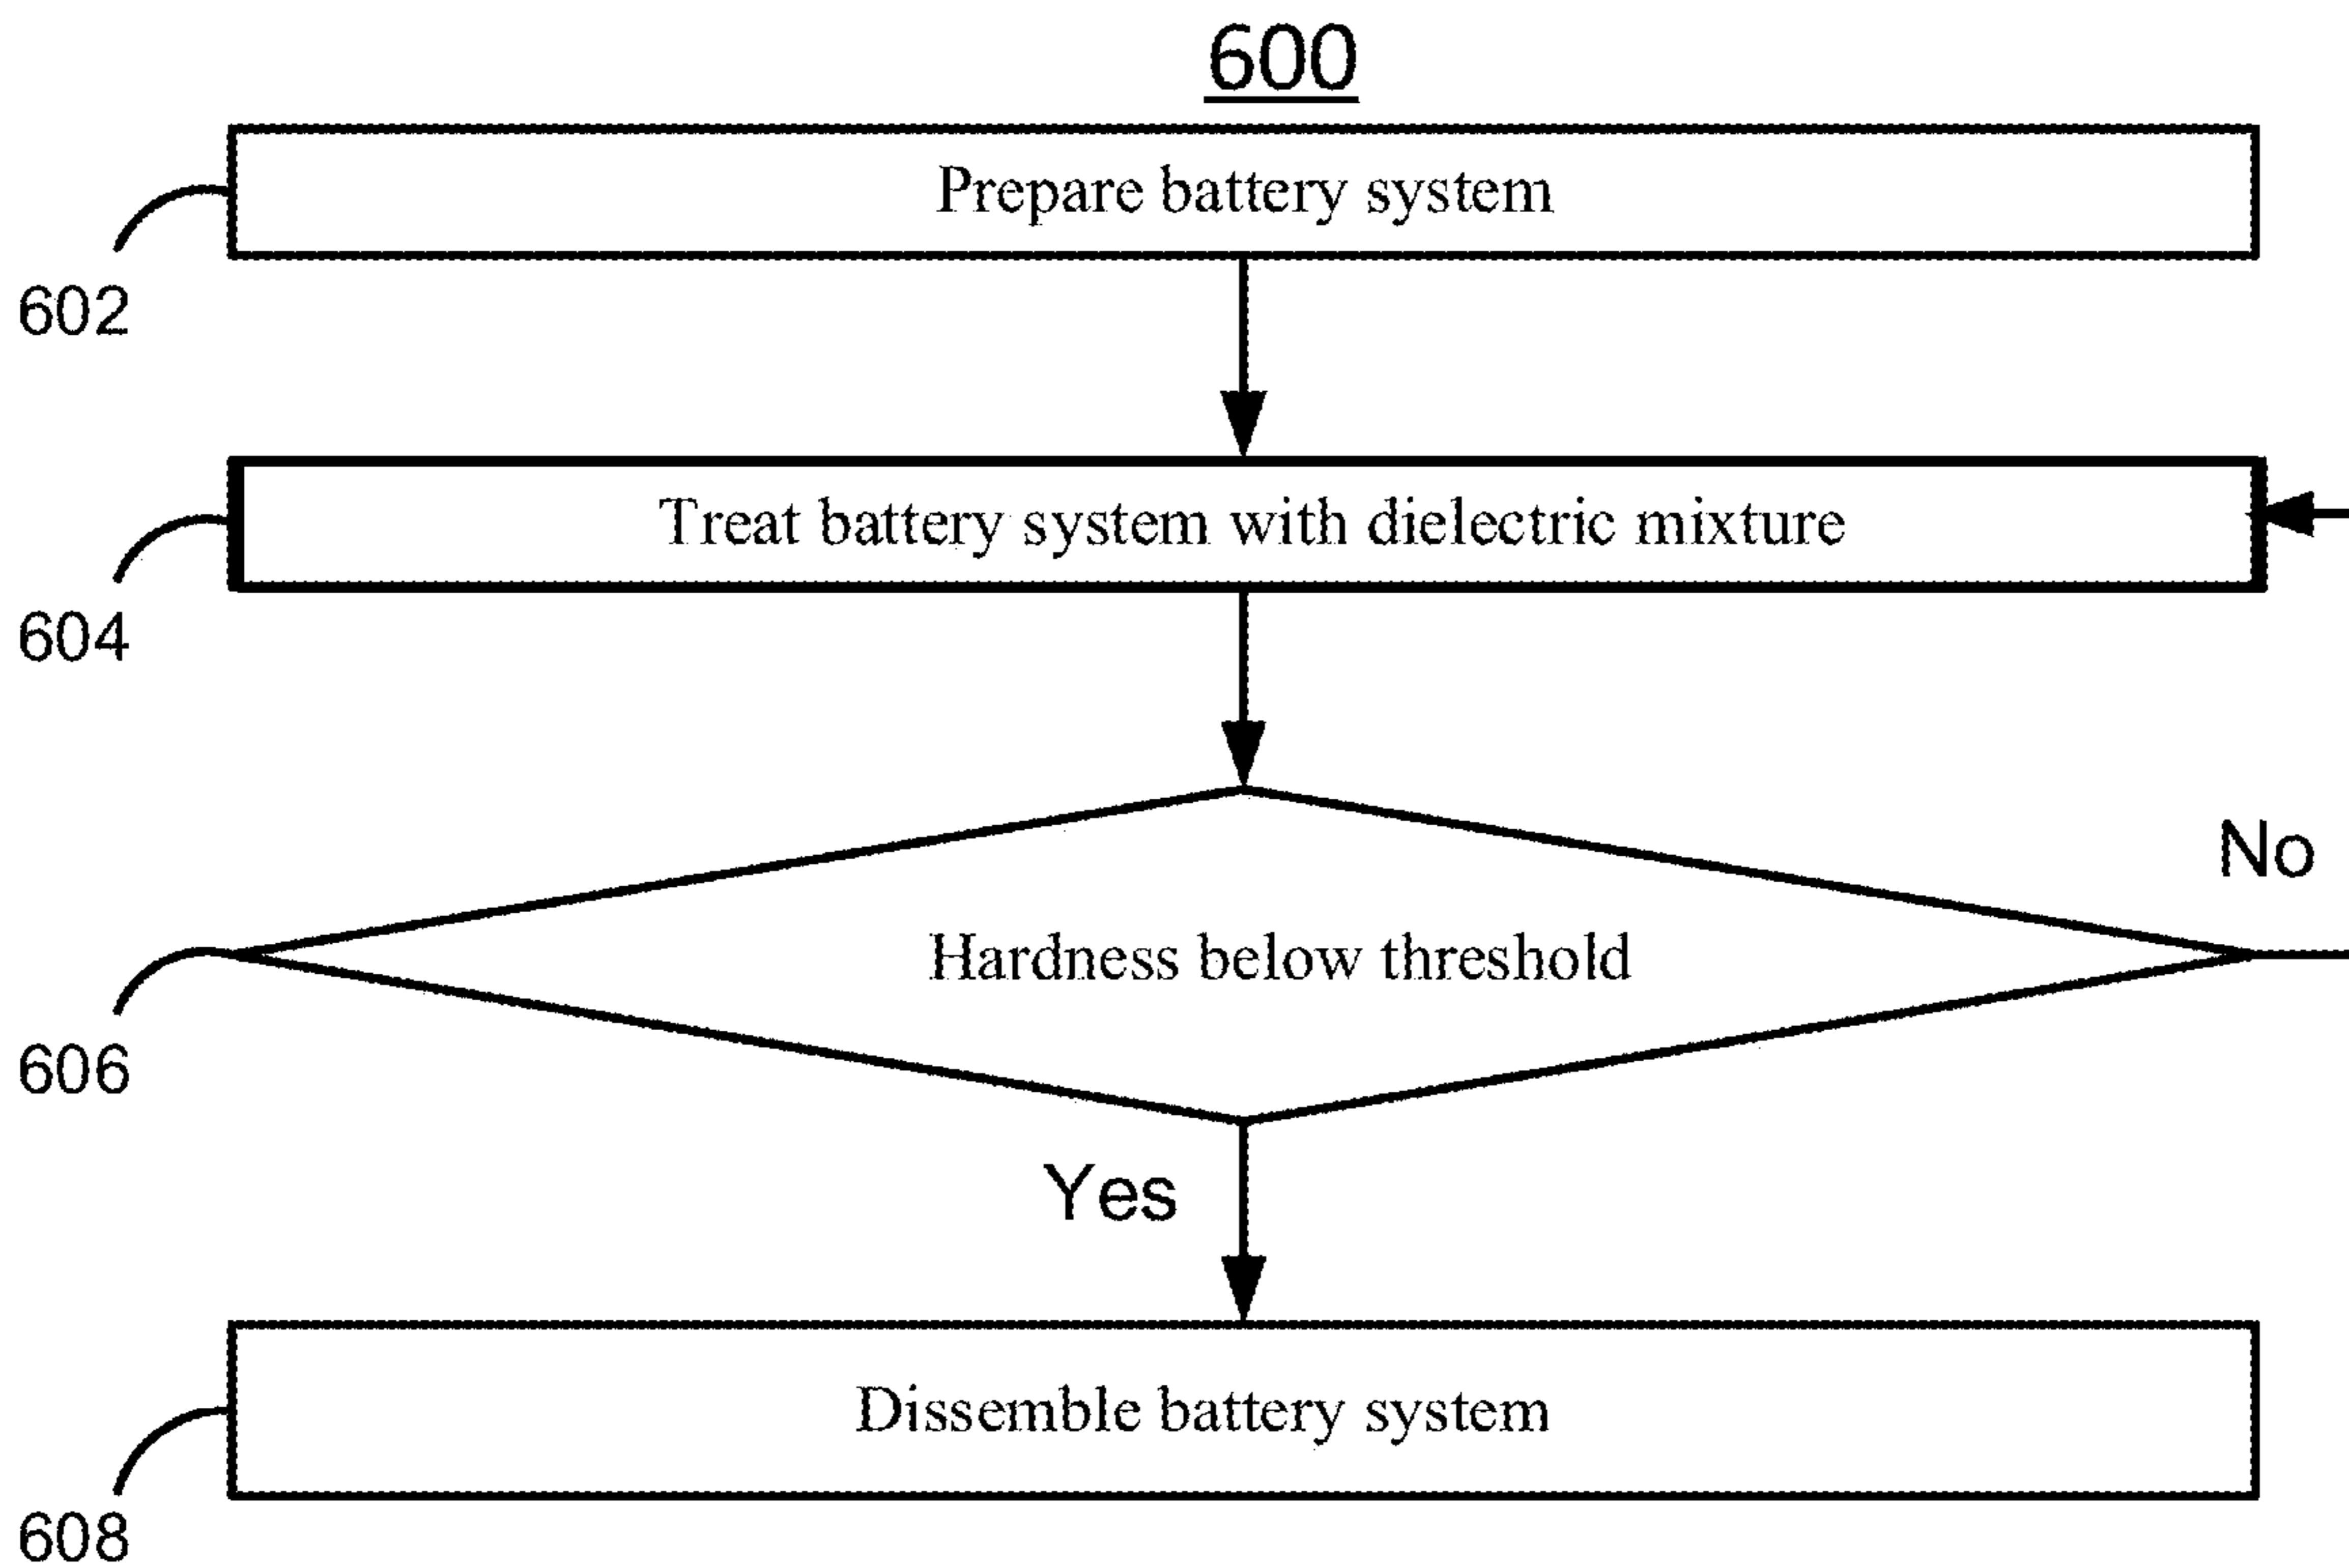 600
Prepare battery system
602
Treat battery system with dielectric mixture
604
No
Hardness below threshold
606
Yes
Dissemble battery system
608